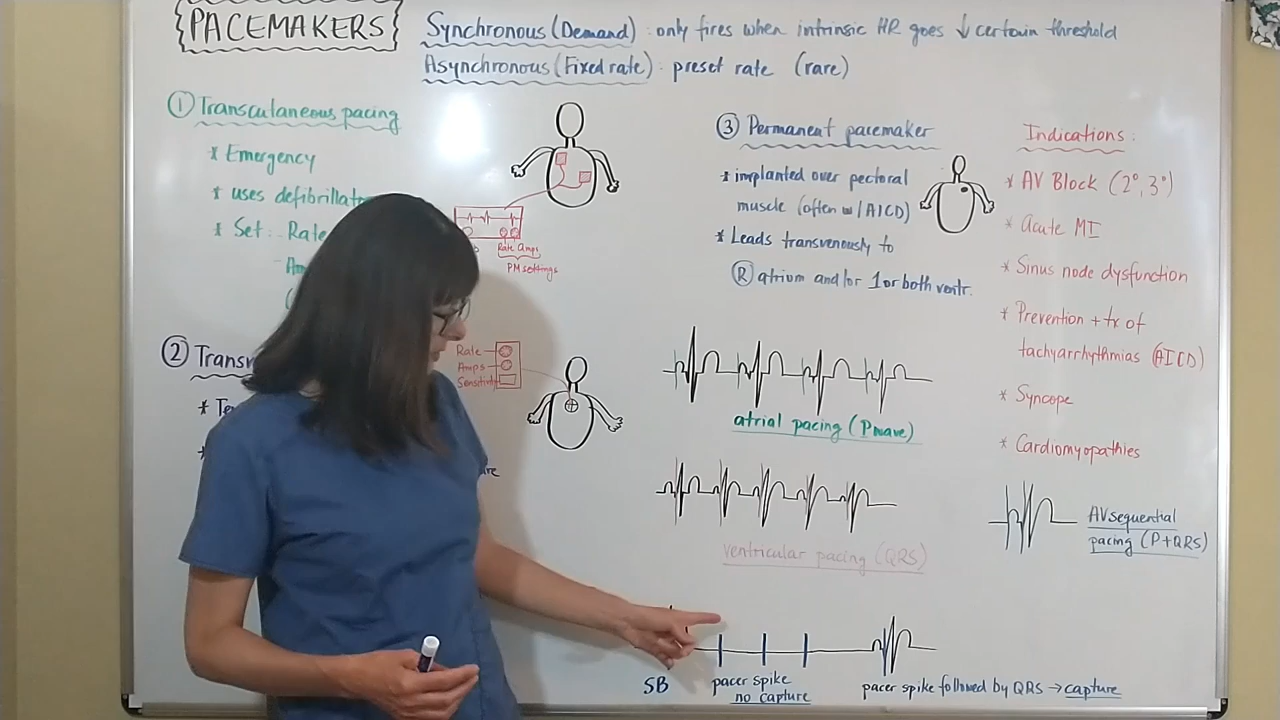 PACEMAKERS
Synchronous (Demand): only fires when intrinsic HR goes ↓ certain threshold
Asynchronous (Fixed rate): preset rate (rare)
① Transcutaneous pacing
* Emergency
* uses
* Set: Rate
Rate Amps
PM settings
②
Rate
Amps
③ Permanent pacemaker
* implanted over pectoral
muscle (often w/AICD)
* Leads transvenously to
Ⓡ atrium and/or 1 or both ventr.
atrial pacing (P wave)
ventricular pacing (QRS)
Indications:
* AV Block (2°, 3°)
* Acute MI
* Sinus node dysfunction
* Prevention + tx of
tachyarrhythmias (AICD)
* Syncope
* Cardiomyopathies
AV sequential
pacing (P+QRS)
SB
pacer spike
no capture
pacer spike followed by QRS → capture